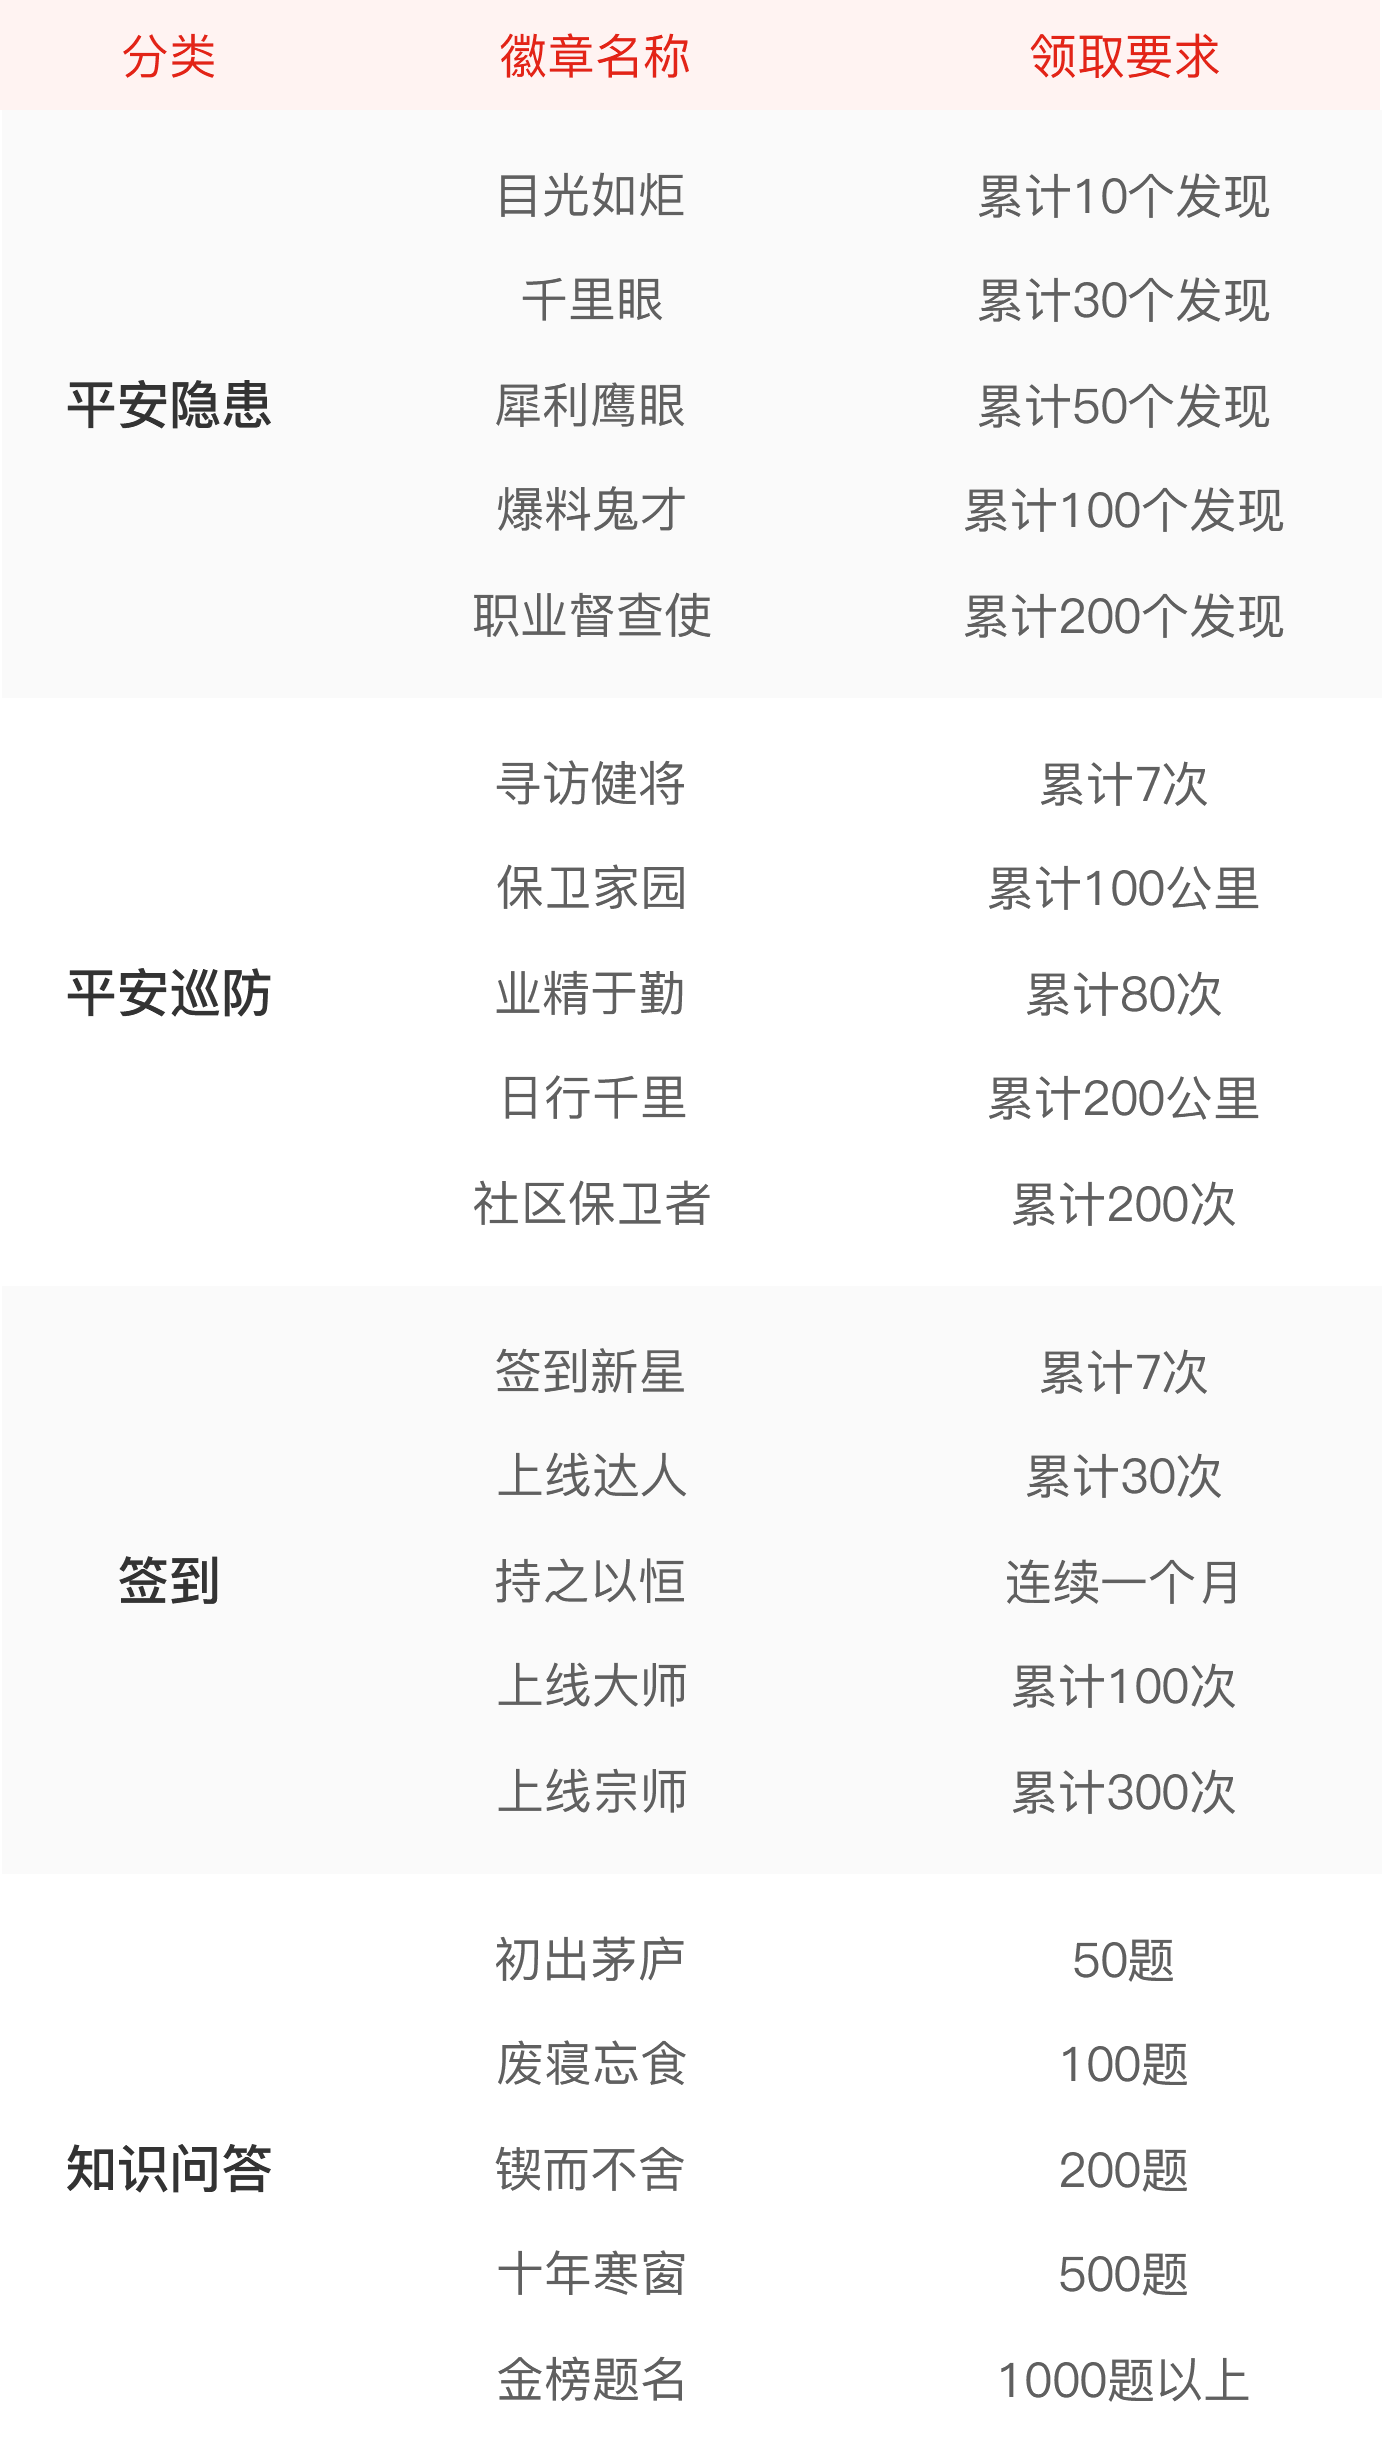 分类 徽章名称 领取要求
目光如炬 累计10个发现
千里眼 累计30个发现
平安隐患 犀利鹰眼 累计50个发现
爆料鬼才 累计100个发现
职业督查使 累计200个发现
寻访健将 累计7次
保卫家园 累计100公里
平安巡防 业精于勤 累计80次
日行千里 累计200公里
社区保卫者 累计200次
签到新星 累计7次
上线达人 累计30次
签到 持之以恒 连续一个月
上线大师 累计100次
上线宗师 累计300次
初出茅庐 50题
废寝忘食 100题
知识问答 锲而不舍 200题
十年寒窗 500题
金榜题名 1000题以上